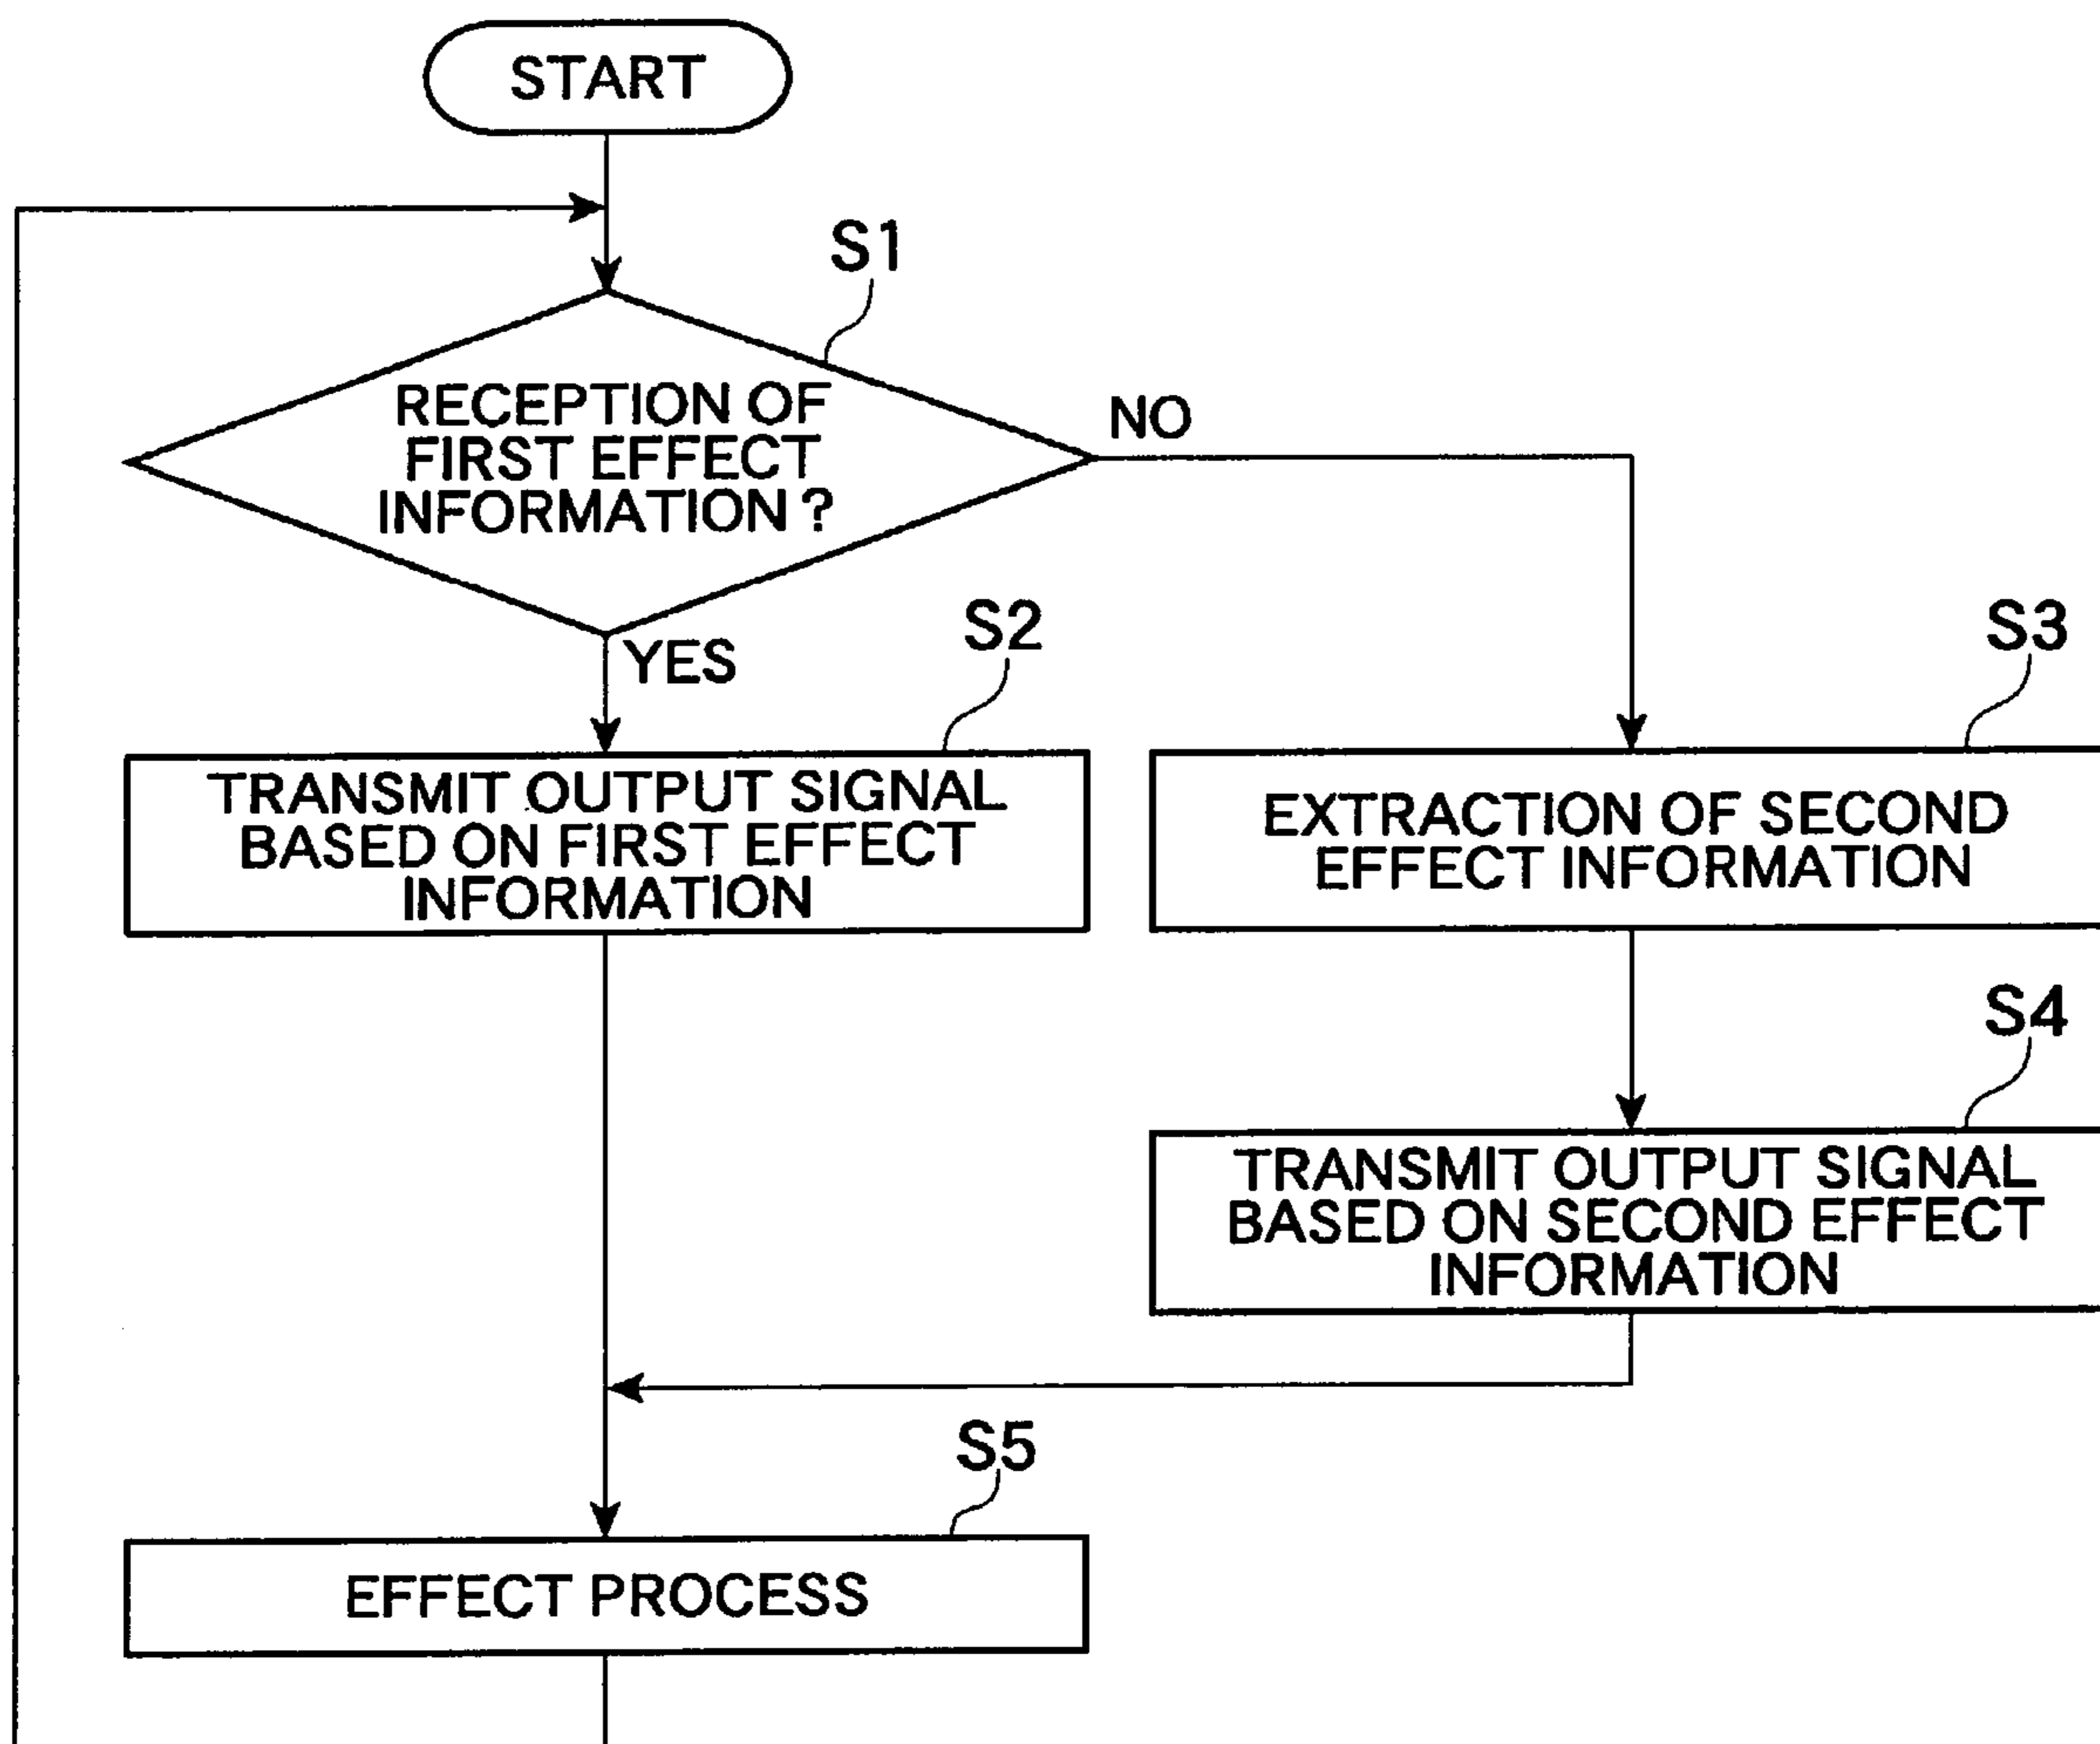 START
S1
RECEPTION OF
FIRST EFFECT
INFORMATION ?
NO
YES
S2
S3
TRANSMIT OUTPUT SIGNAL
BASED ON FIRST EFFECT
INFORMATION
EXTRACTION OF SECOND
EFFECT INFORMATION
S4
TRANSMIT OUTPUT SIGNAL
BASED ON SECOND EFFECT
INFORMATION
S5
EFFECT PROCESS